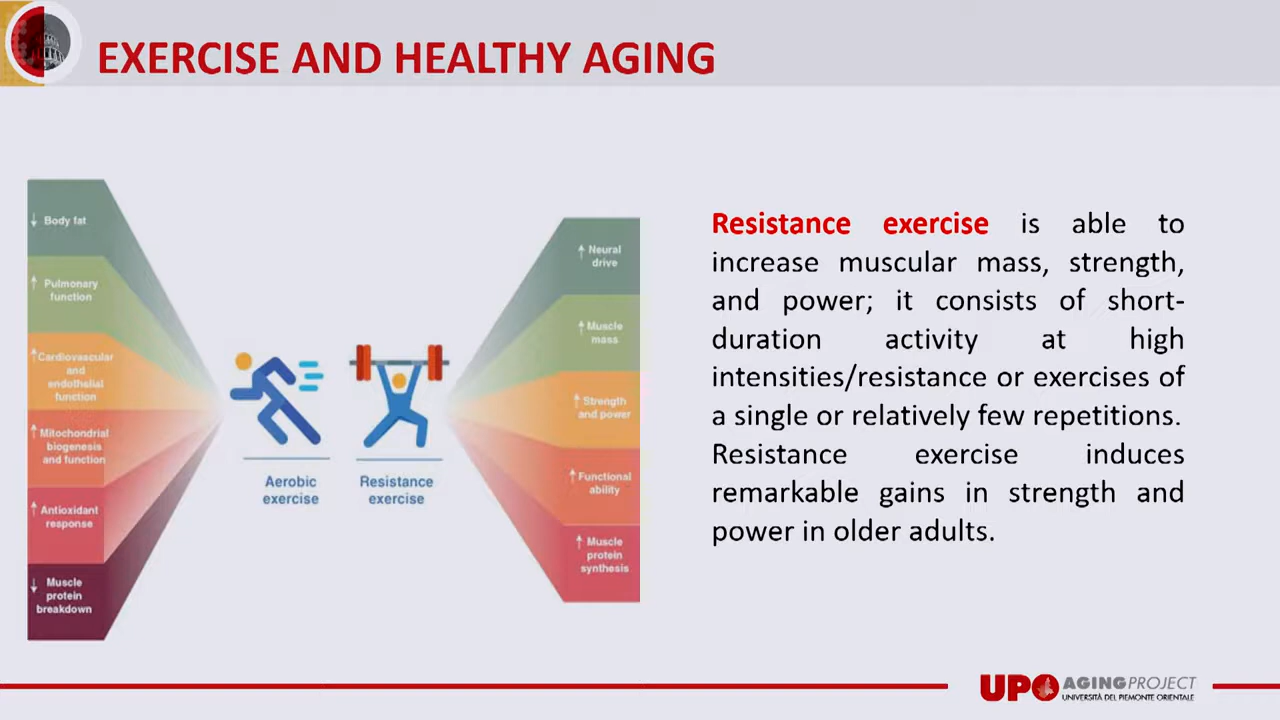 EXERCISE AND HEALTHY AGING
↓ Body fat
↑ Pulmonary
function
↑ Cardiovascular
and
endothelial
function
↑ Mitochondrial
biogenesis
and function
↑ Antioxidant
response
↓ Muscle
protein
breakdown
Aerobic
exercise
Resistance
exercise
↑ Neural
drive
↑ Muscle
mass
↑ Strength
and power
↑ Functional
ability
↑ Muscle
protein
synthesis
Resistance exercise is able to
increase muscular mass, strength,
and power; it consists of short-
duration activity at high
intensities/resistance or exercises of
a single or relatively few repetitions.
Resistance exercise induces
remarkable gains in strength and
power in older adults.
UPO AGING PROJECT
UNIVERSITÀ DEL PIEMONTE ORIENTALE